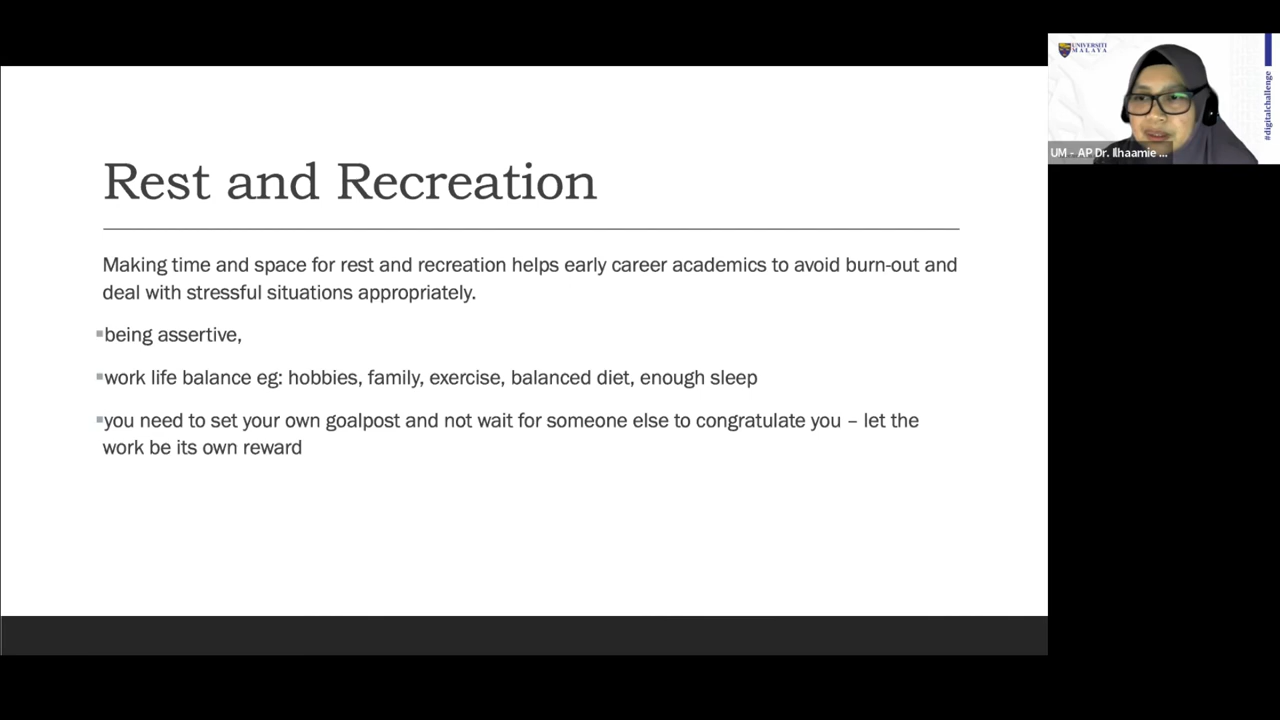 Rest and Recreation
Making time and space for rest and recreation helps early career academics to avoid burn-out and
deal with stressful situations appropriately.
being assertive,
work life balance eg: hobbies, family, exercise, balanced diet, enough sleep
you need to set your own goalpost and not wait for someone else to congratulate you – let the
work be its own reward
UNIVERSITI
MALAYA
#digitalchallenge
UM - AP Dr. Ilhaamie ...